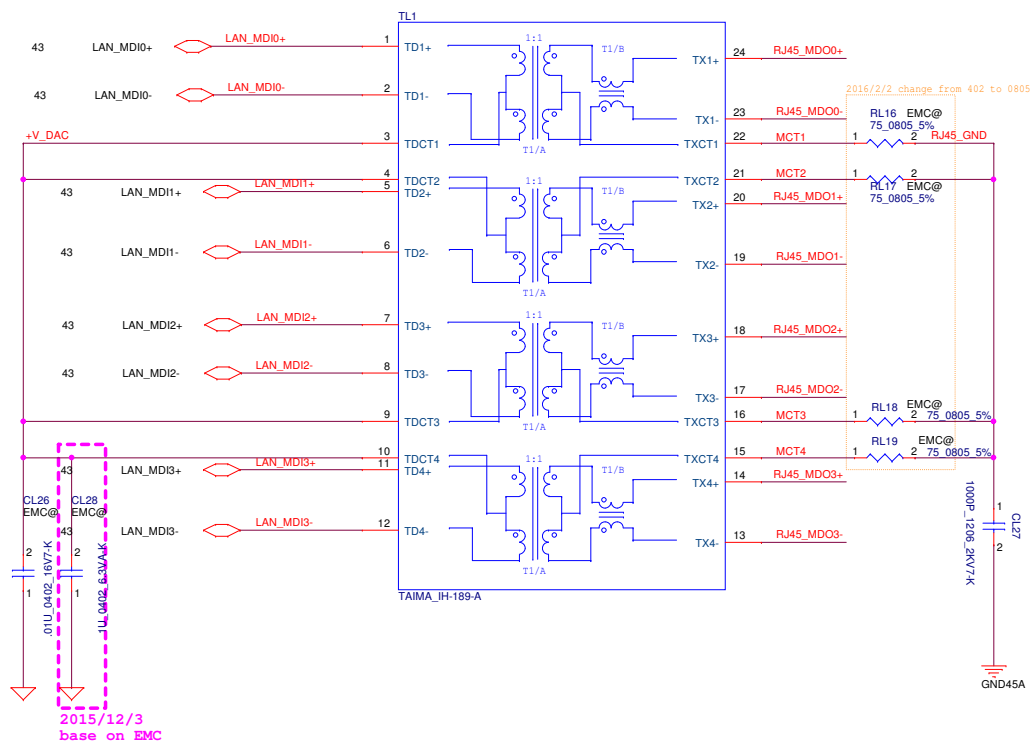 TL1
43 LAN_MDI0+ LAN_MDI0+ 1 TD1+ 1:1 T1/B TX1+ 24 RJ45_MDO0+
43 LAN_MDI0- LAN_MDI0- 2 TD1- TX1- 23 RJ45_MDO0-
2016/2/2 change from 402 to 0805
RL16 EMC@
75_0805_5%
+V_DAC 3 TDCT1 T1/A TXCT1 22 MCT1 1 2 RJ45_GND
4 TDCT2 1:1 TXCT2 21 MCT2 1 2
RL17 EMC@
75_0805_5%
43 LAN_MDI1+ LAN_MDI1+ 5 TD2+ T1/B TX2+ 20 RJ45_MDO1+
43 LAN_MDI1- LAN_MDI1- 6 TD2- TX2- 19 RJ45_MDO1-
T1/A
1:1
43 LAN_MDI2+ LAN_MDI2+ 7 TD3+ T1/B TX3+ 18 RJ45_MDO2+
43 LAN_MDI2- LAN_MDI2- 8 TD3- TX3- 17 RJ45_MDO2-
RL18 EMC@
9 TDCT3 T1/A TXCT3 16 MCT3 1 2 75_0805_5%
RL19 EMC@
10 TDCT4 1:1 TXCT4 15 MCT4 1 2 75_0805_5%
43 LAN_MDI3+ LAN_MDI3+ 11 TD4+ T1/B TX4+ 14 RJ45_MDO3+
43 LAN_MDI3- LAN_MDI3- 12 TD4- TX4- 13 RJ45_MDO3-
T1/A
CL26
EMC@
2
1
.01U_0402_16V7-K
CL28
EMC@
2
1
.1U_0402_6.3VA-K
1
CL27
2
1000P_1206_2KV7-K
TAIMA_IH-189-A
GND45A
2015/12/3
base on EMC